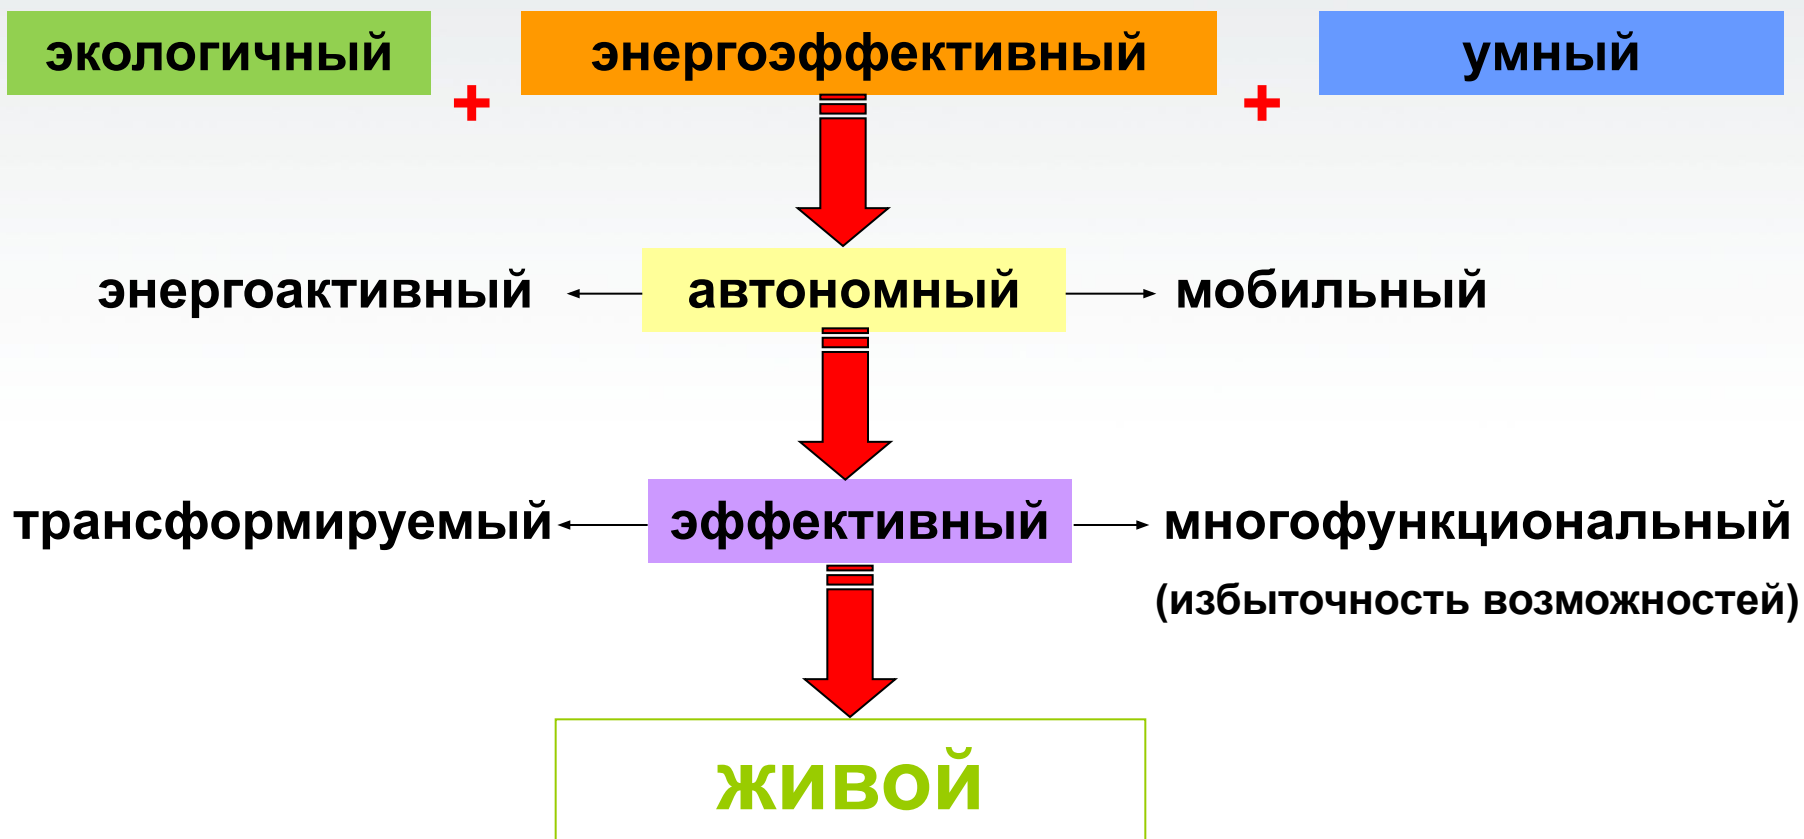 экологичный
+
энергоэффективный
+
умный
энергоактивный
автономный
мобильный
трансформируемый
эффективный
многофункциональный
(избыточность возможностей)
живой